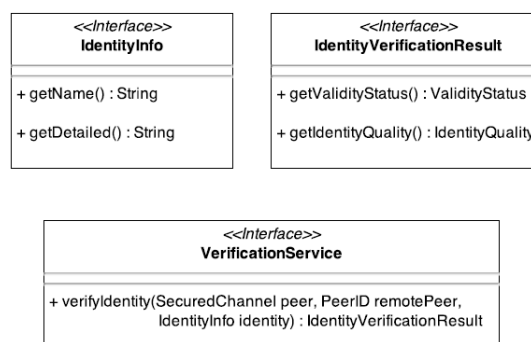 <<Interface>>
IdentityInfo
+ getName() : String
+ getDetailed() : String
<<Interface>>
IdentityVerificationResult
+ getValidityStatus() : ValidityStatus
+ getIdentityQuality() : IdentityQuality
<<Interface>>
VerificationService
+ verifyIdentity(SecuredChannel peer, PeerID remotePeer,
IdentityInfo identity) : IdentityVerificationResult